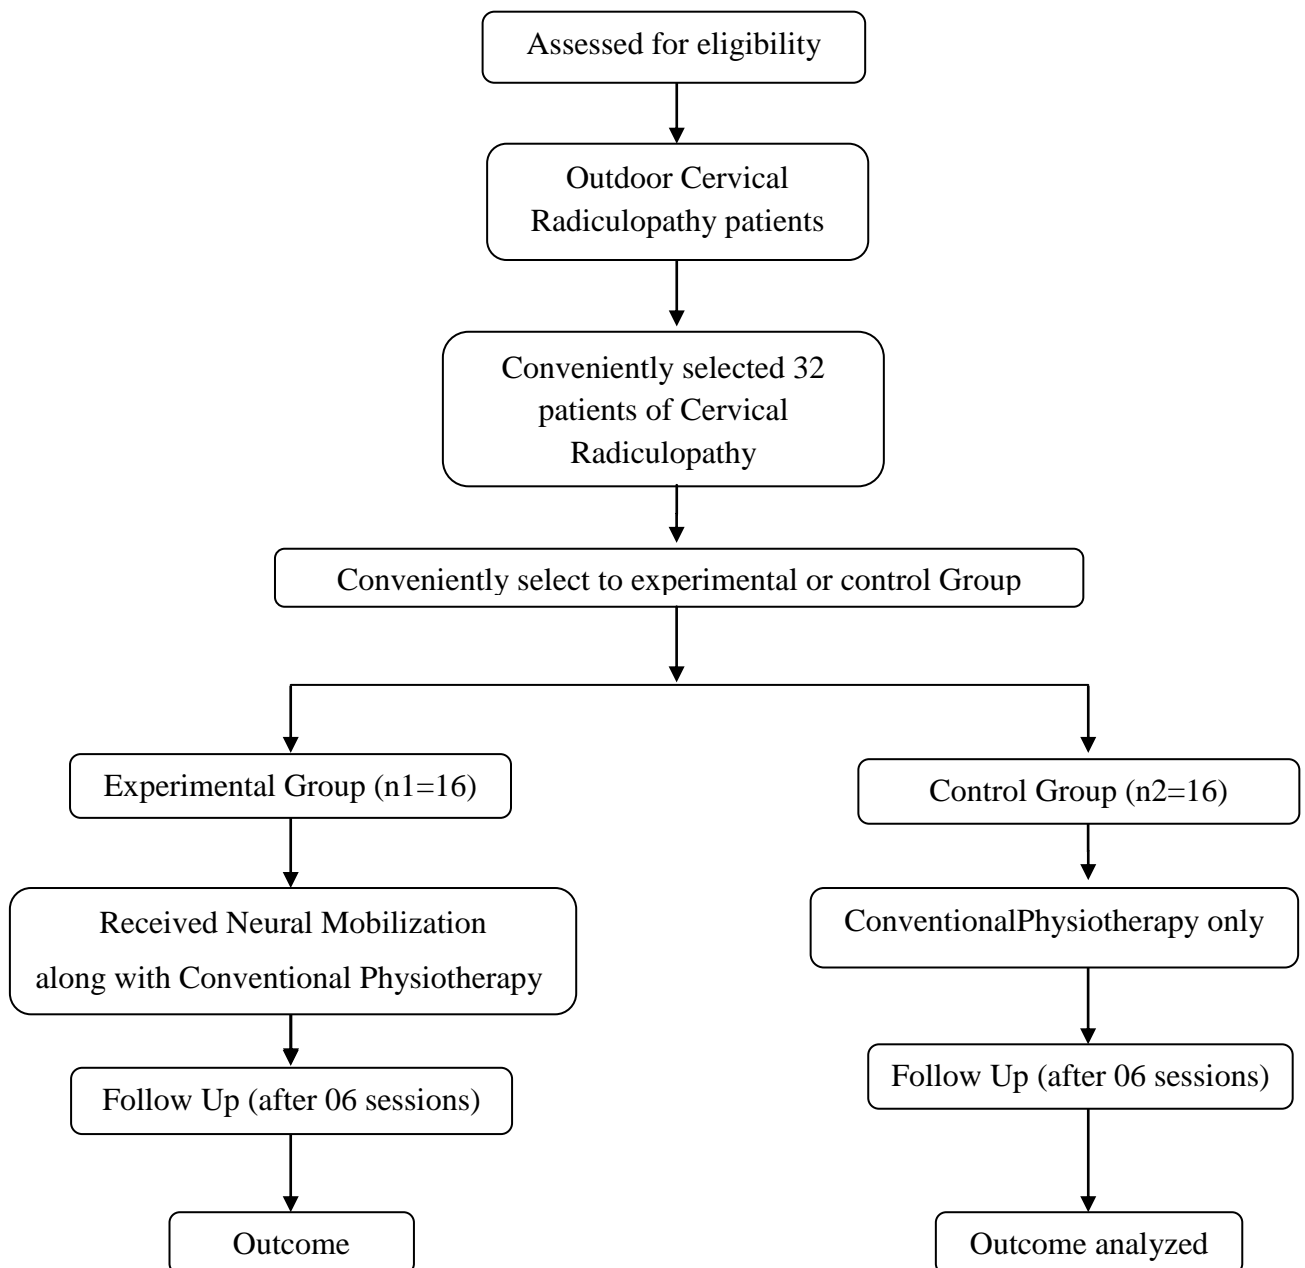 Assessed for eligibility
Outdoor Cervical
Radiculopathy patients
Conveniently selected 32
patients of Cervical
Radiculopathy
Conveniently select to experimental or control Group
Experimental Group (n1=16)
Control Group (n2=16)
Received Neural Mobilization
along with Conventional Physiotherapy
ConventionalPhysiotherapy only
Follow Up (after 06 sessions)
Follow Up (after 06 sessions)
Outcome
Outcome analyzed